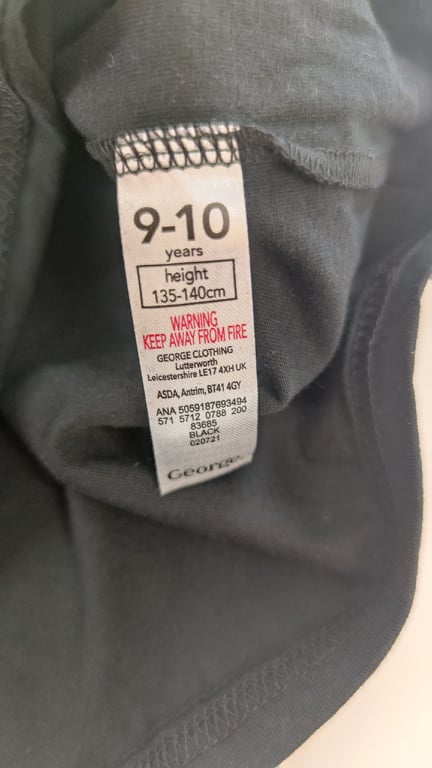 9-10
years
height
135-140cm
WARNING
KEEP AWAY FROM FIRE
GEORGE CLOTHING
Lutterworth
Leicestershire LE17 4XH UK
ASDA, Antrim, BT41 4GY
ANA 5059187693494
571 5712 0788 200
83685
BLACK
020721
George.